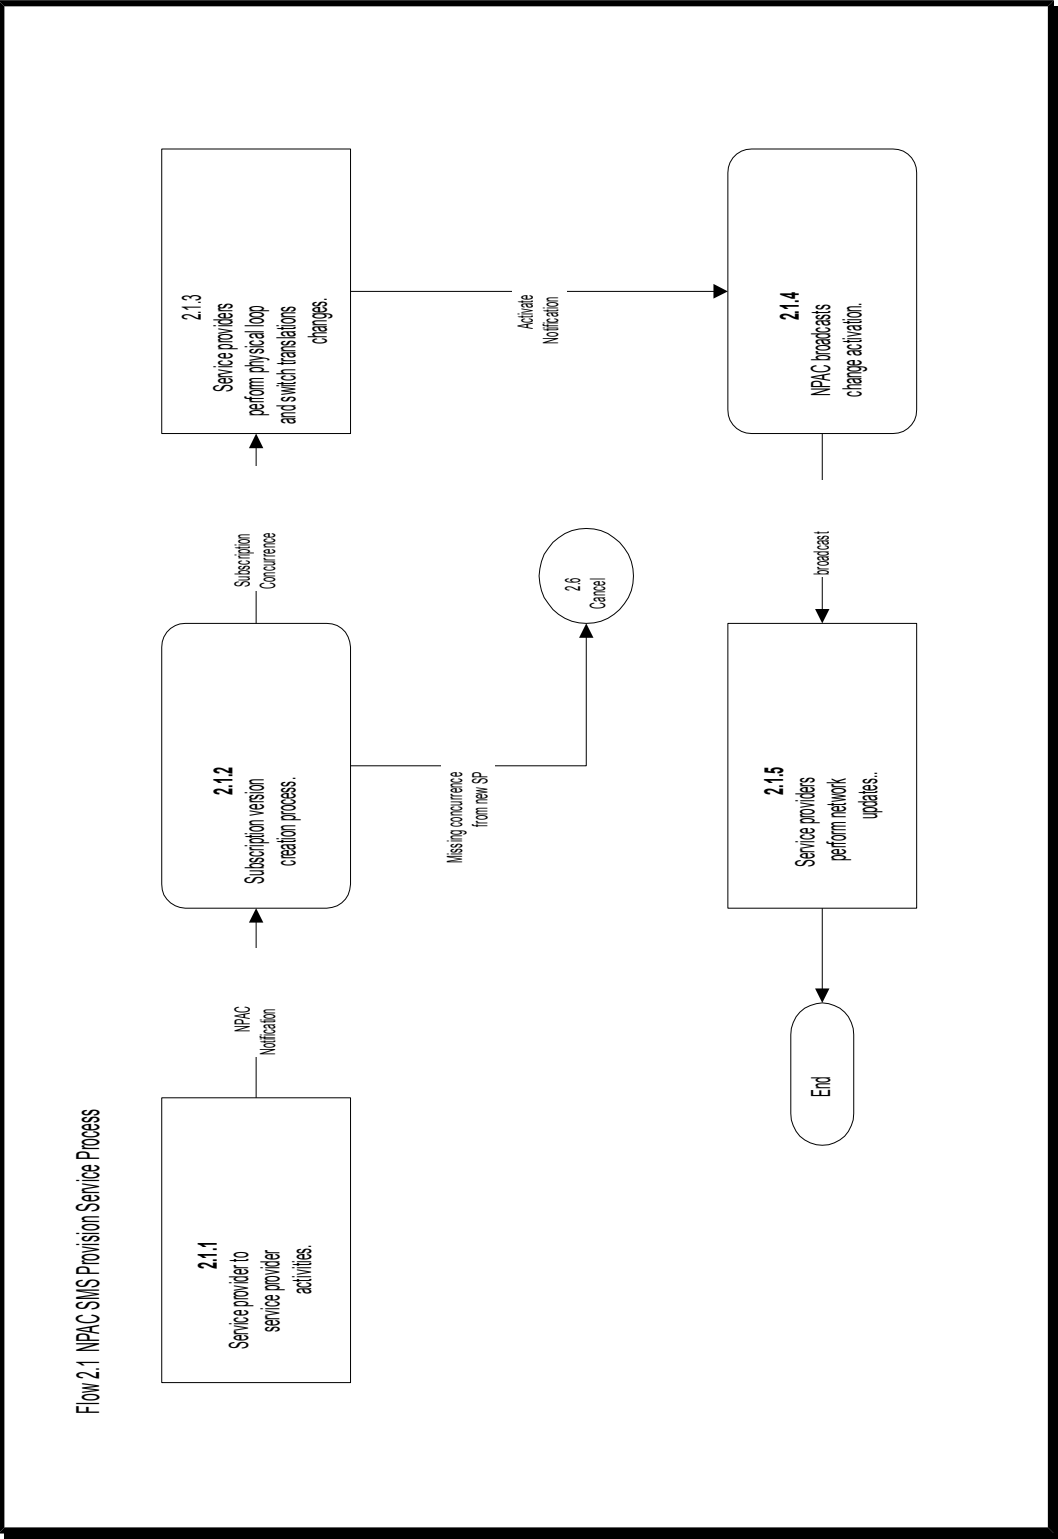 Flow 2.1 NPAC SMS Provision Service Process
2.1.1
Service provider to
service provider
activities.
NPAC
Notification
2.1.2
Subscription version
creation process.
Subscription
Concurrence
2.1.3
Service providers
perform physical loop
and switch translations
changes.
Missing concurrence
from new SP
2.6
Cancel
Activate
Notification
2.1.4
NPAC broadcasts
change activation.
broadcast
2.1.5
Service providers
perform network
updates..
End